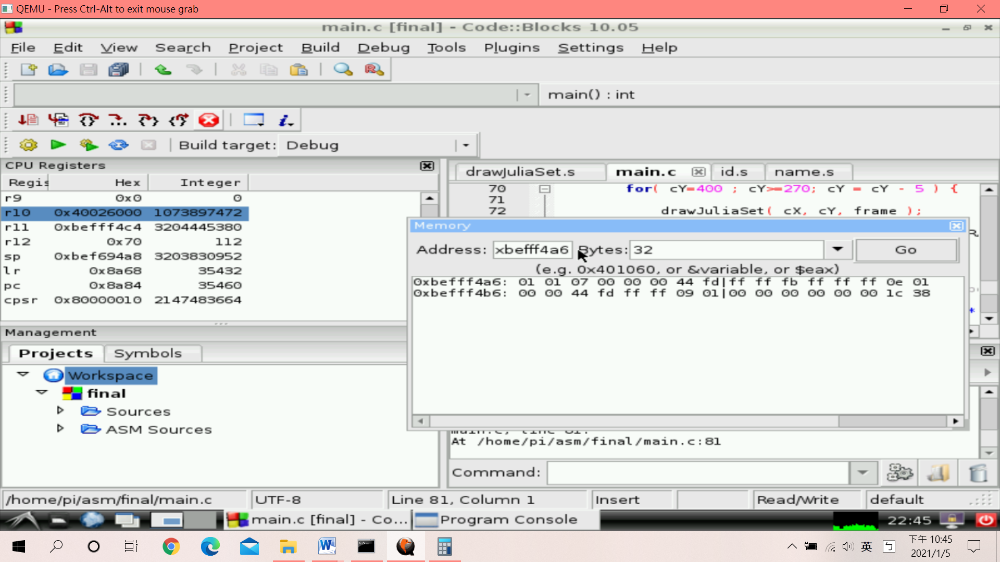 QEMU - Press Ctrl-Alt to exit mouse grab
main.c [final] - Code::Blocks 10.05
File Edit View Search Project Build Debug Tools Plugins Settings Help
main() : int
Build target: Debug
CPU Registers
Regis Hex Integer
r9 0x0 0
r10 0x40026000 1073897472
r11 0xbefff4c4 3204445380
r12 0x70 112
sp 0xbef694a8 3203830952
lr 0x8a68 35432
pc 0x8a84 35460
cpsr 0x80000010 2147483664
Management
Projects Symbols
Workspace
final
Sources
ASM Sources
drawJuliaSet.s main.c id.s name.s
70 for( cY=400 ; cY>=270; cY = cY - 5 ) {
71
72 drawJuliaSet( cX, cY, frame );
Memory
Address: xbefff4a6 Bytes: 32 Go
(e.g. 0x401060, or &variable, or $eax)
0xbefff4a6: 01 01 07 00 00 00 44 fd|ff ff fb ff ff ff 0e 01
0xbefff4b6: 00 00 44 fd ff ff 09 01|00 00 00 00 00 00 1c 38
main.c, line 81.
At /home/pi/asm/final/main.c:81
Command:
/home/pi/asm/final/main.c UTF-8 Line 81, Column 1 Insert Read/Write default
main.c [final] - Co... Program Console 22:45
英 下午 10:45
2021/1/5